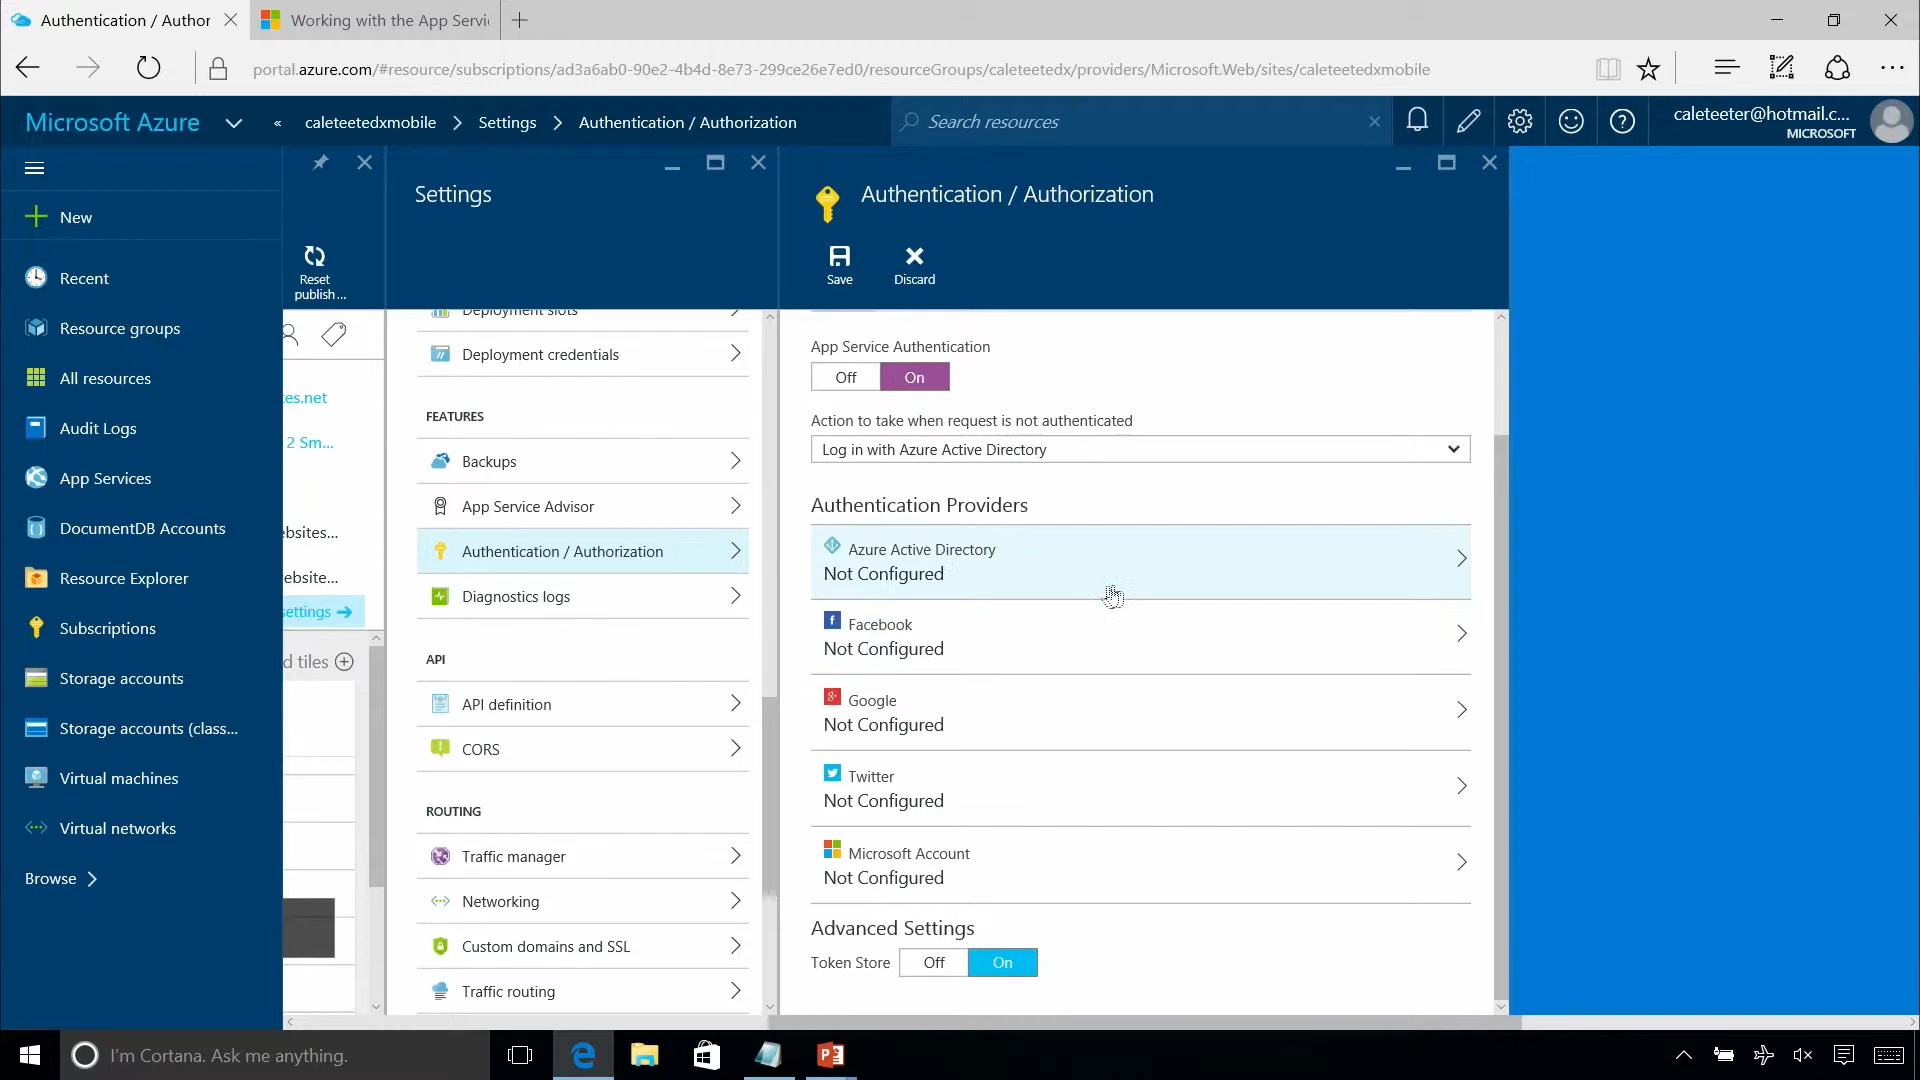 Authentication / Author
Working with the App Servi
portal.azure.com/#resource/subscriptions/ad3a6ab0-90e2-4b4d-8e73-299ce26e7ed0/resourceGroups/caleteetedx/providers/Microsoft.Web/sites/caleteetedxmobile
Microsoft Azure
«
caleteetedxmobile
Settings
Authentication / Authorization
Search resources
caleteeter@hotmail.c...
MICROSOFT
New
Recent
Resource groups
All resources
Audit Logs
App Services
DocumentDB Accounts
Resource Explorer
Subscriptions
Storage accounts
Storage accounts (class...
Virtual machines
Virtual networks
Browse
Reset
publish...
es.net
2 Sm...
ebsites...
ebsite...
settings →
d tiles
Settings
Deployment slots
Deployment credentials
FEATURES
Backups
App Service Advisor
Authentication / Authorization
Diagnostics logs
API
API definition
CORS
ROUTING
Traffic manager
Networking
Custom domains and SSL
Traffic routing
Authentication / Authorization
Save
Discard
App Service Authentication
Off
On
Action to take when request is not authenticated
Log in with Azure Active Directory
Authentication Providers
Azure Active Directory
Not Configured
Facebook
Not Configured
Google
Not Configured
Twitter
Not Configured
Microsoft Account
Not Configured
Advanced Settings
Token Store
Off
On
I'm Cortana. Ask me anything.